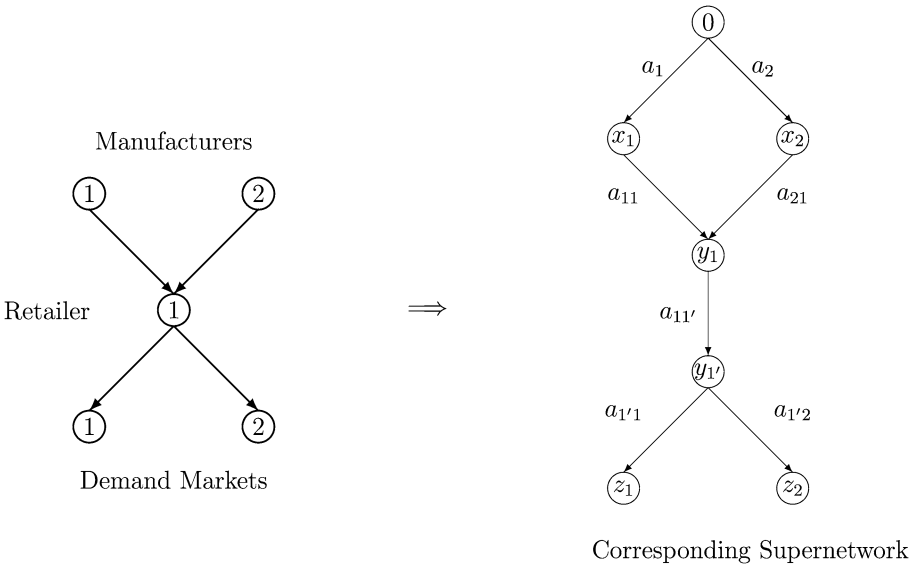 0
a₁ a₂
Manufacturers
x₁ x₂
1 2
a₁₁ a₂₁
y₁
Retailer 1 ⟹
a₁₁′
y₁′
a₁′₁ a₁′₂
1 2
Demand Markets
z₁ z₂
Corresponding Supernetwork